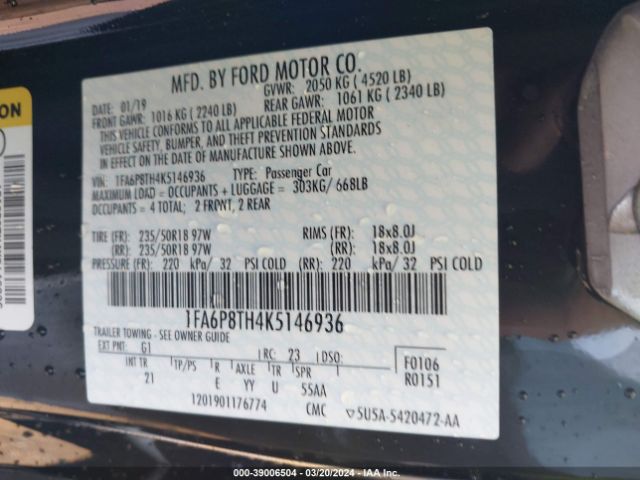 MFD. BY FORD MOTOR CO.
DATE: 01/19 GVWR: 2050 KG ( 4520 LB)
FRONT GAWR: 1016 KG ( 2240 LB) REAR GAWR: 1061 KG ( 2340 LB)
THIS VEHICLE CONFORMS TO ALL APPLICABLE FEDERAL MOTOR
VEHICLE SAFETY, BUMPER, AND THEFT PREVENTION STANDARDS
IN EFFECT ON THE DATE OF MANUFACTURE SHOWN ABOVE.
VIN: 1FA6P8TH4K5146936 TYPE: Passenger Car
MAXIMUM LOAD = OCCUPANTS + LUGGAGE = 303KG/ 668LB
OCCUPANTS = 4 TOTAL; 2 FRONT, 2 REAR
TIRE (FR): 235/50R18 97W RIMS (FR): 18x8.0J
(RR): 235/50R18 97W (RR): 18x8.0J
PRESSURE (FR): 220 kPa/ 32 PSI COLD (RR): 220 kPa/ 32 PSI COLD
1FA6P8TH4K5146936
TRAILER TOWING - SEE OWNER GUIDE
EXT PNT: G1 RC: 23 DSO: F0106
INT TR TP/PS R AXLE TR SPR R0151
21 E YY U 55AA
1201901176774 CMC 5U5A-5420472-AA
ON
000-39006504 - 03/20/2024 - IAA Inc.